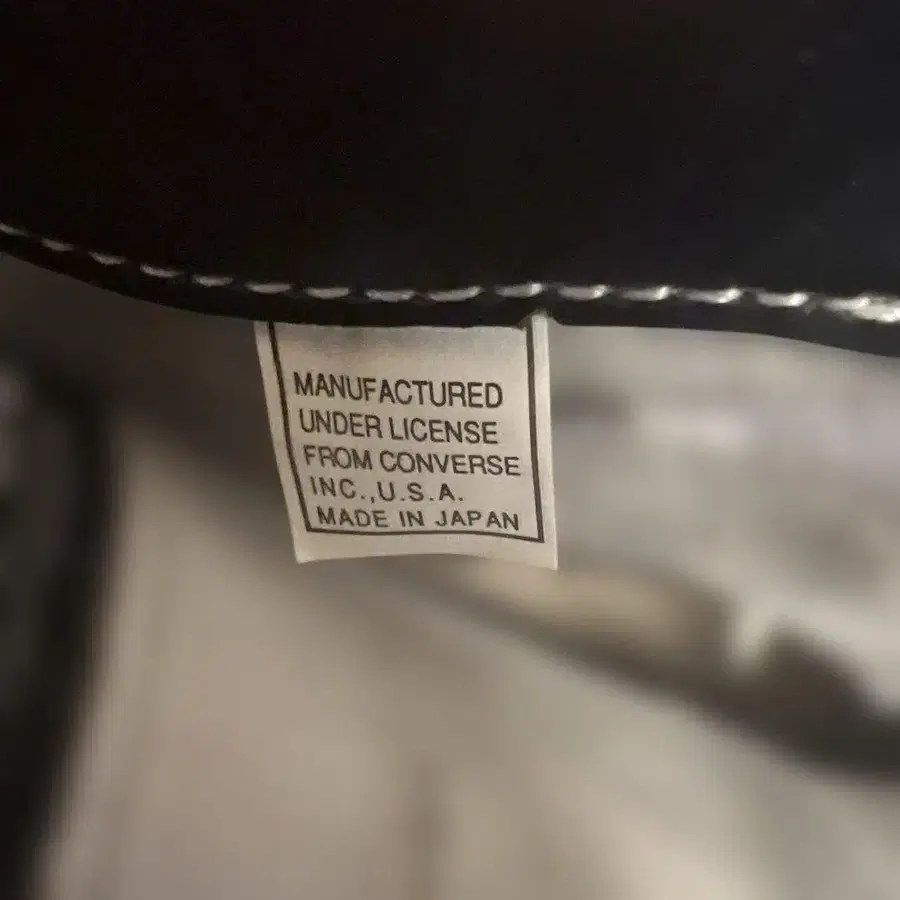 MANUFACTURED
UNDER LICENSE
FROM CONVERSE
INC.,U.S.A.
MADE IN JAPAN